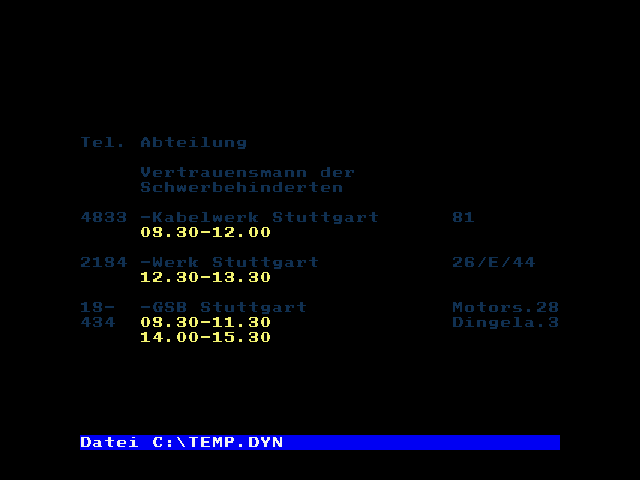 Tel. Abteilung
Vertrauensmann der
Schwerbehinderten
4833 -Kabelwerk Stuttgart 81
09.30-12.00
2184 -Werk Stuttgart 26/E/44
12.30-13.30
18- -GSB Stuttgart Motors.28
434 09.30-11.30 Dingela.3
14.00-15.30
Datei C:\TEMP.DYN